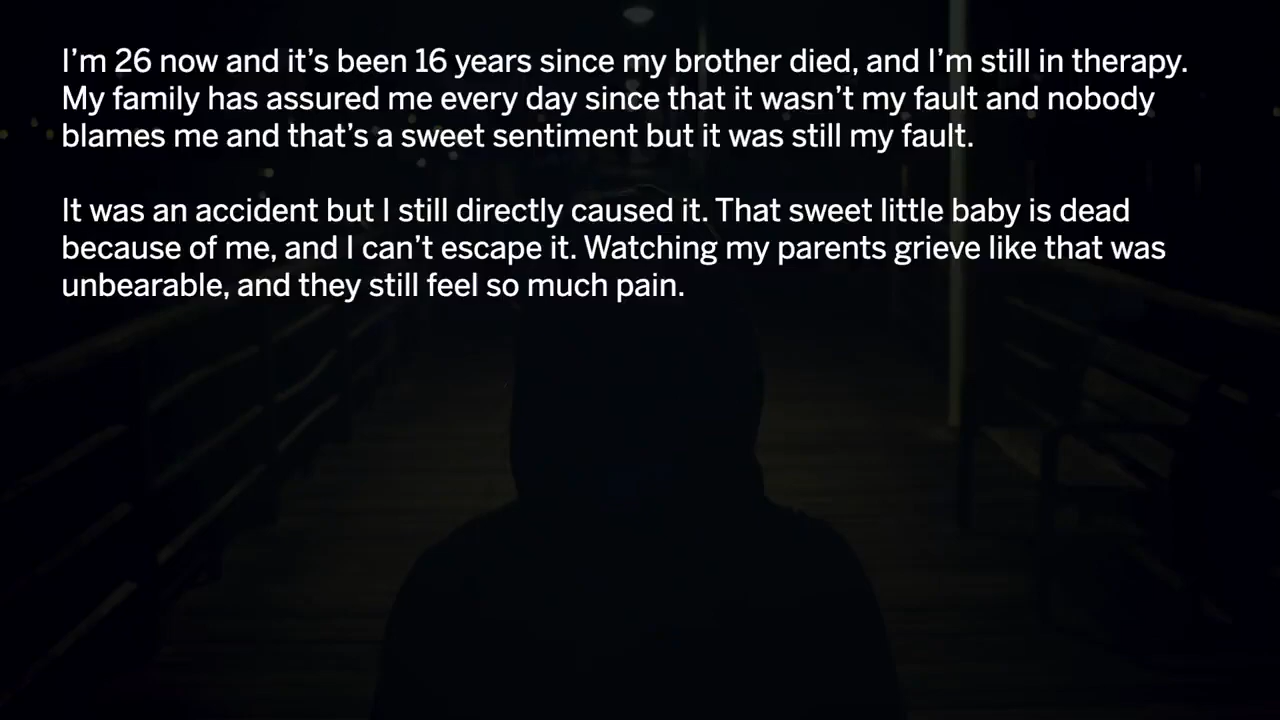 I’m 26 now and it’s been 16 years since my brother died, and I’m still in therapy.
My family has assured me every day since that it wasn’t my fault and nobody
blames me and that’s a sweet sentiment but it was still my fault.
It was an accident but I still directly caused it. That sweet little baby is dead
because of me, and I can’t escape it. Watching my parents grieve like that was
unbearable, and they still feel so much pain.